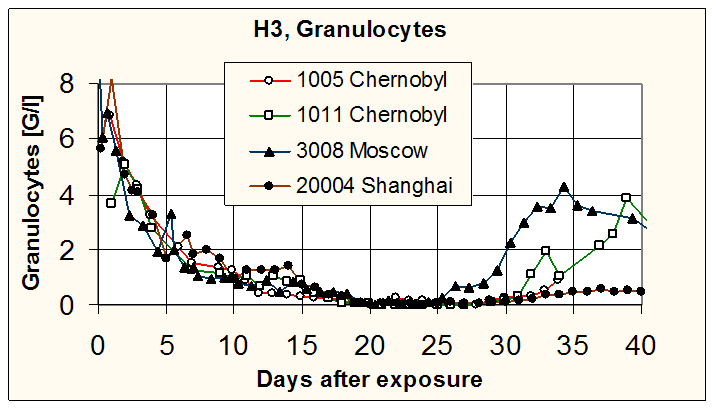 H3, Granulocytes
1005 Chernobyl
1011 Chernobyl
3008 Moscow
20004 Shanghai
Granulocytes [G/l]
8
6
4
2
0
0 5 10 15 20 25 30 35 40
Days after exposure